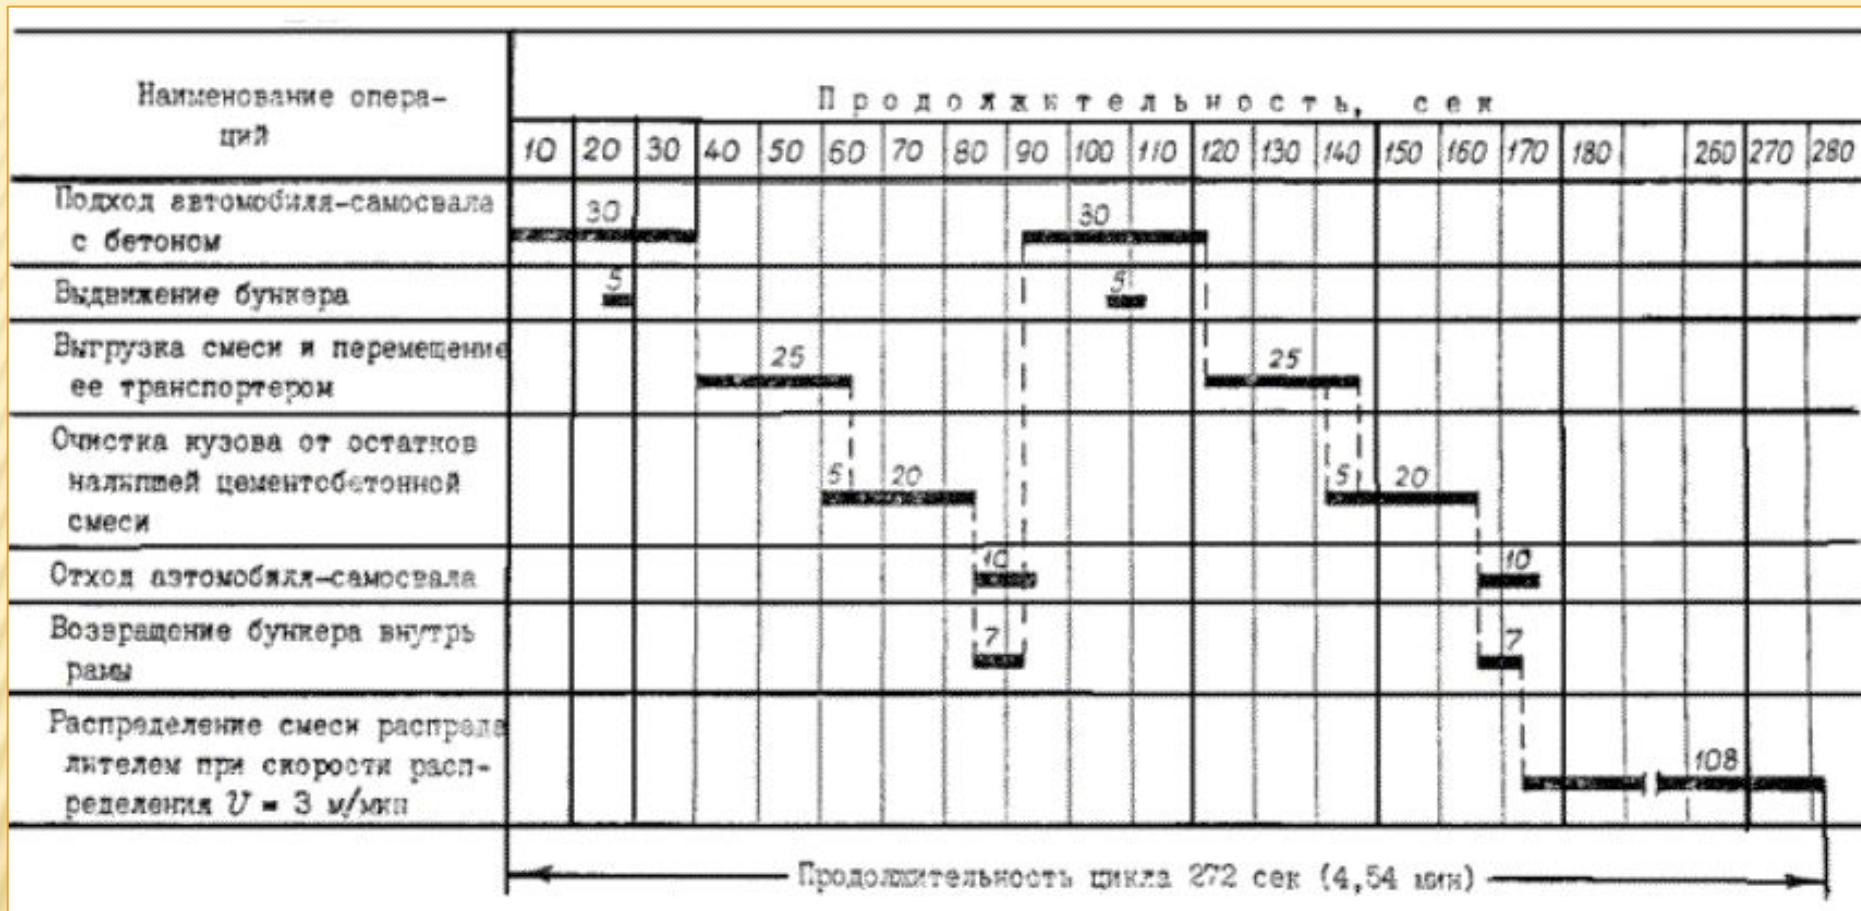 Наименование опера-
ций
Продолжительность, сек
10 20 30 40 50 60 70 80 90 100 110 120 130 140 150 160 170 180 260 270 280
Подход автомобиля-самосвала
с бетоном
30 30
Выдвижение бункера
5 5
Выгрузка смеси и перемещение
ее транспортером
25 25
Очистка кузова от остатков
налипшей цементобетонной
смеси
5 20 5 20
Отход автомобиля-самосвала
10 10
Возвращение бункера внутрь
рамы
7 7
Распределение смеси распреде
лителем при скорости расп-
ределения U = 3 м/мин
108
Продолжительность цикла 272 сек (4,54 мин)